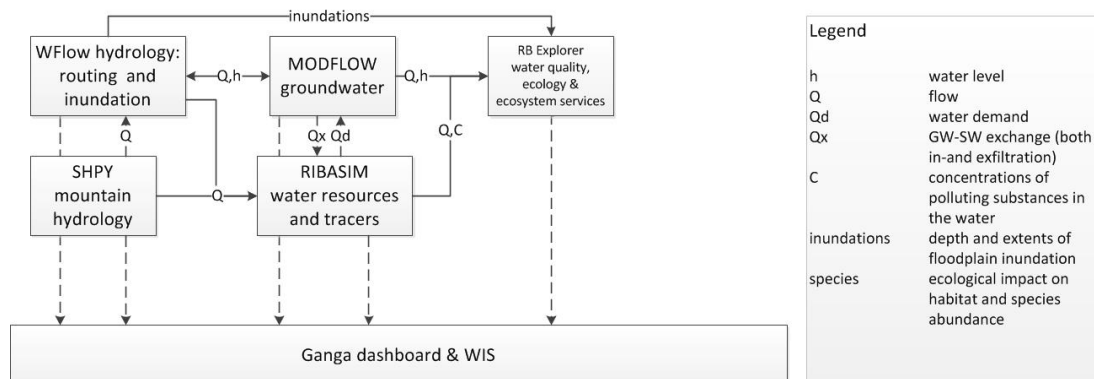 inundations
WFlow hydrology:
routing and
inundation
Q,h
MODFLOW
groundwater
Q,h
RB Explorer
water quality,
ecology &
ecosystem services
Q
Qx Qd
Q,C
SHPY
mountain
hydrology
Q
RIBASIM
water resources
and tracers
Ganga dashboard & WIS
Legend
h water level
Q flow
Qd water demand
Qx GW-SW exchange (both
in-and exfiltration)
C concentrations of
polluting substances in
the water
inundations depth and extents of
floodplain inundation
species ecological impact on
habitat and species
abundance